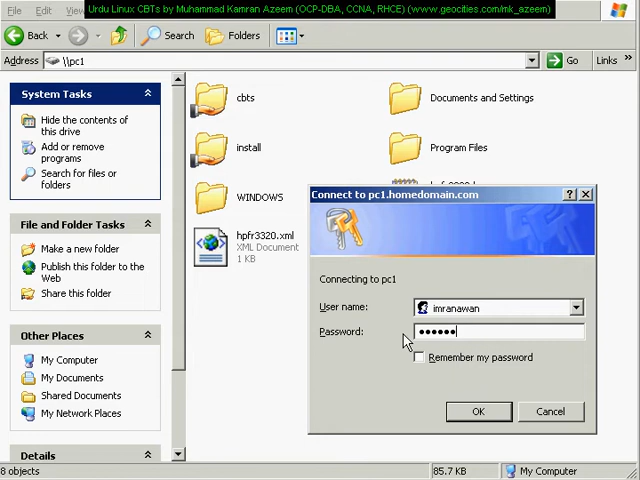 Urdu Linux CBTs by Muhammad Kamran Azeem (OCP-DBA, CCNA, RHCE) (www.geocities.com/mk_azeem)
File Edit
Back Search Folders
Address \\pc1 Go Links »
System Tasks
Hide the contents of
this drive
Add or remove
programs
Search for files or
folders
File and Folder Tasks
Make a new folder
Publish this folder to the
Web
Share this folder
Other Places
My Computer
My Documents
Shared Documents
My Network Places
Details
cbts
Documents and Settings
install
Program Files
WINDOWS
hpfr3320.xml
XML Document
1 KB
Connect to pc1.homedomain.com
Connecting to pc1
User name: imranawan
Password: ••••••
Remember my password
OK Cancel
8 objects 85.7 KB My Computer